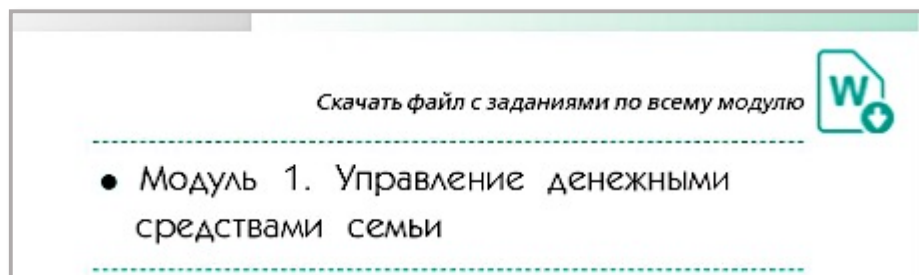 Скачать файл с заданиями по всему модулю
W
● Модуль 1. Управление денежными
средствами семьи